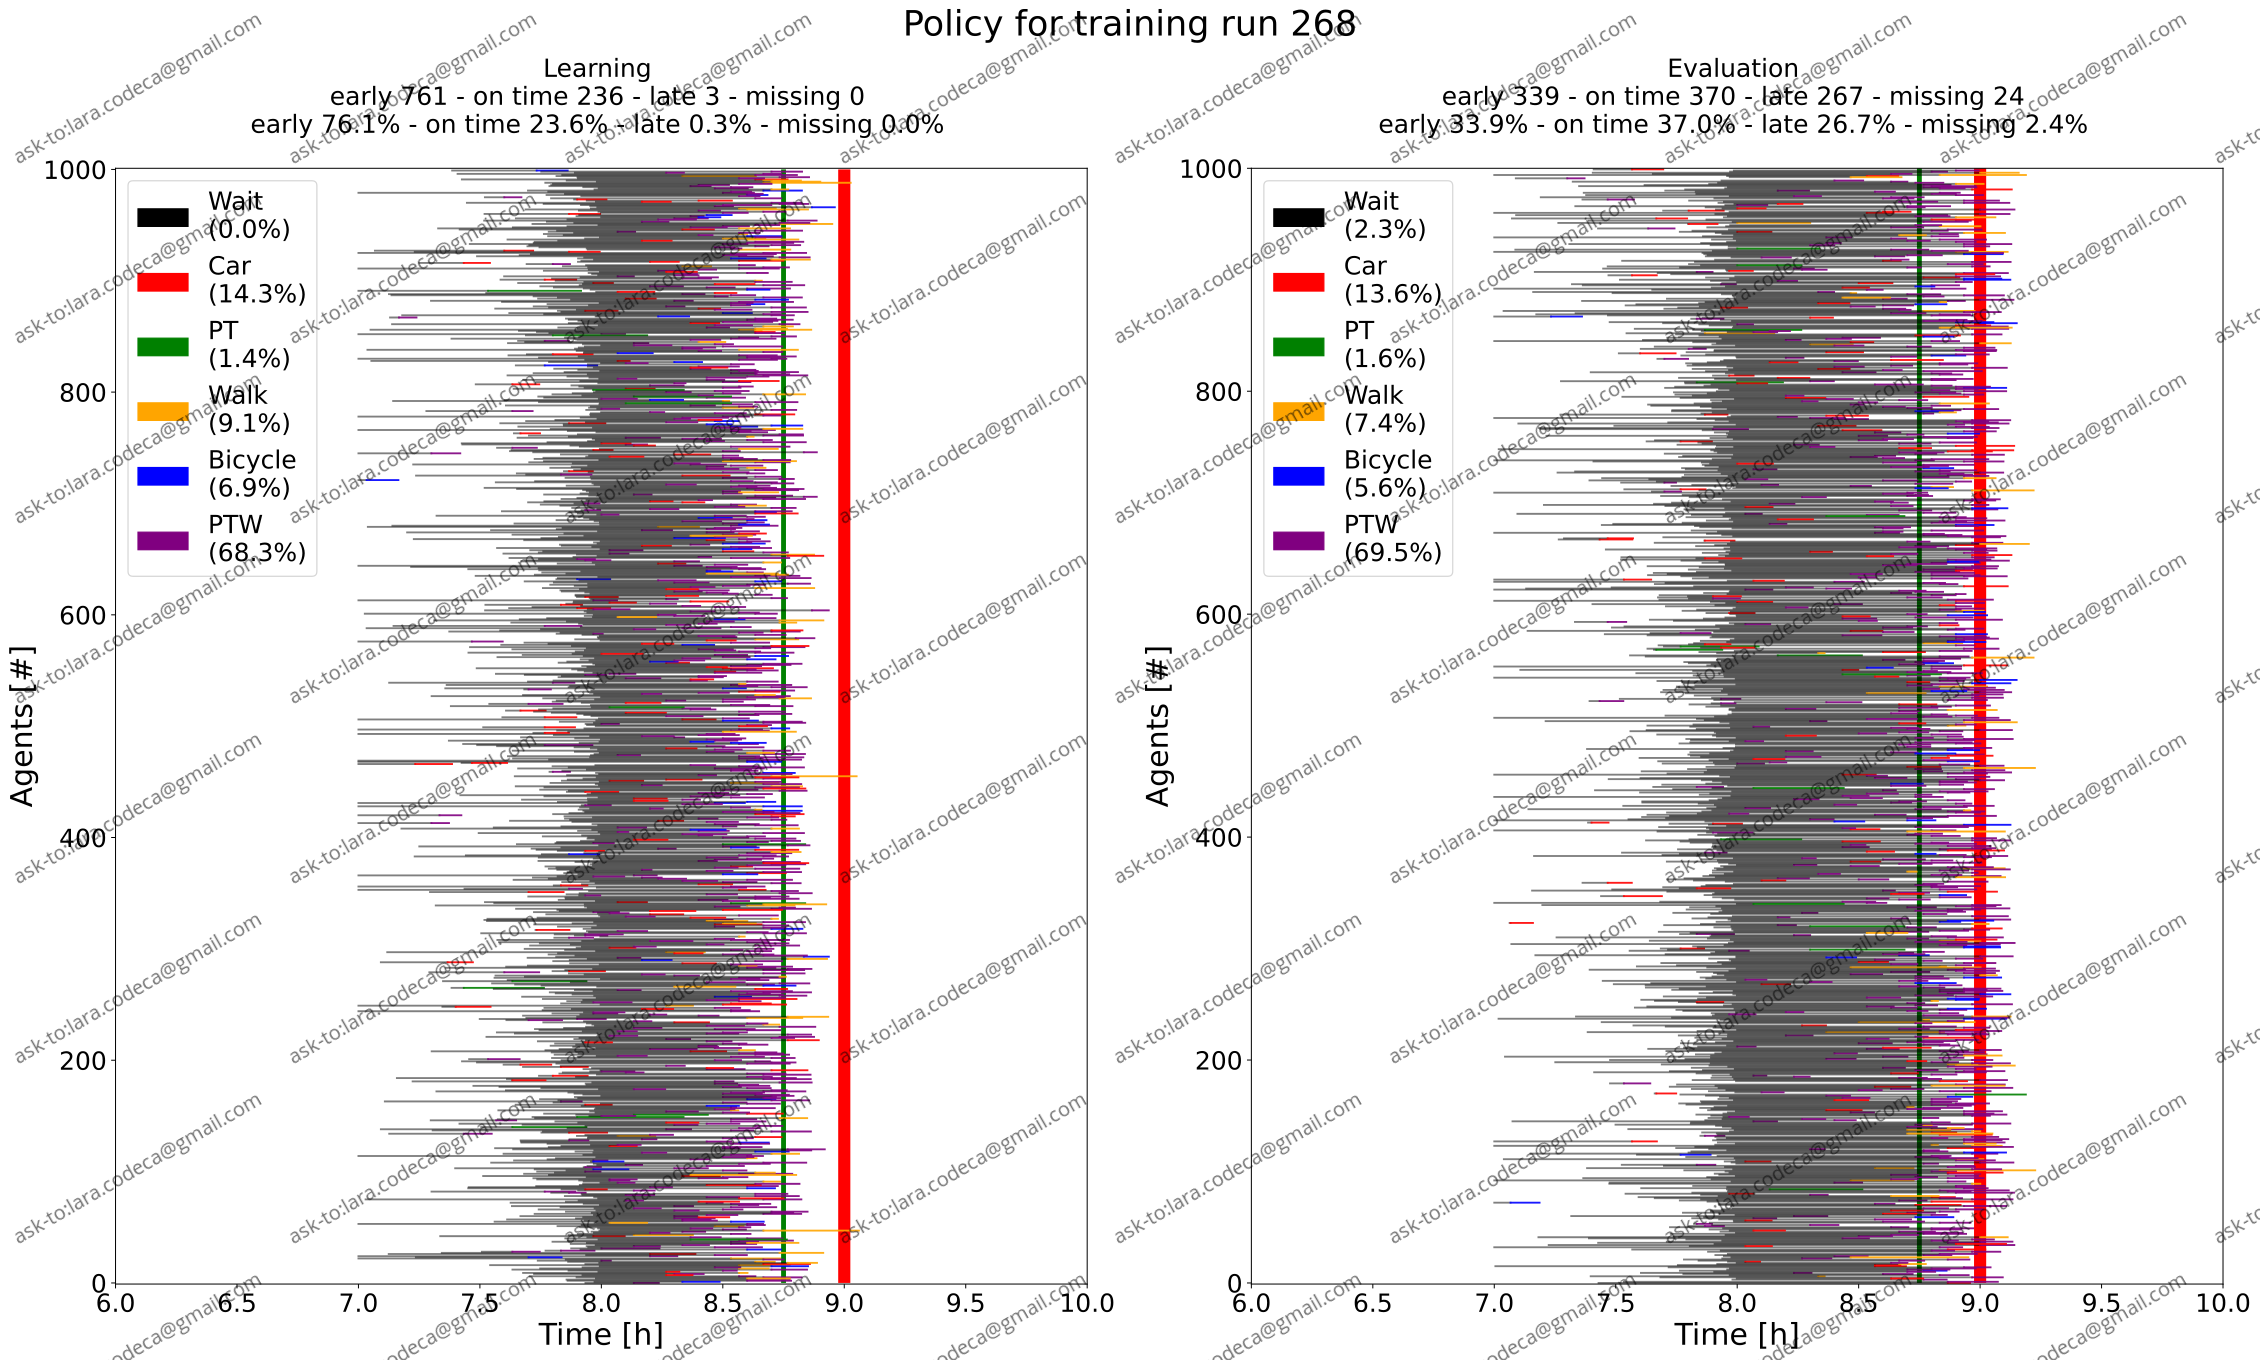 Policy for training run 268
Learning
early 761 - on time 236 - late 3 - missing 0
early 76.1% - on time 23.6% - late 0.3% - missing 0.0%
1000
800
600
400
200
0
Agents [#]
Wait
(0.0%)
Car
(14.3%)
PT
(1.4%)
Walk
(9.1%)
Bicycle
(6.9%)
PTW
(68.3%)
6.0 6.5 7.0 7.5 8.0 8.5 9.0 9.5 10.0
Time [h]
Evaluation
early 339 - on time 370 - late 267 - missing 24
early 33.9% - on time 37.0% - late 26.7% - missing 2.4%
1000
800
600
400
200
0
Agents [#]
Wait
(2.3%)
Car
(13.6%)
PT
(1.6%)
Walk
(7.4%)
Bicycle
(5.6%)
PTW
(69.5%)
6.0 6.5 7.0 7.5 8.0 8.5 9.0 9.5 10.0
Time [h]
ask-to:lara.codeca@gmail.com